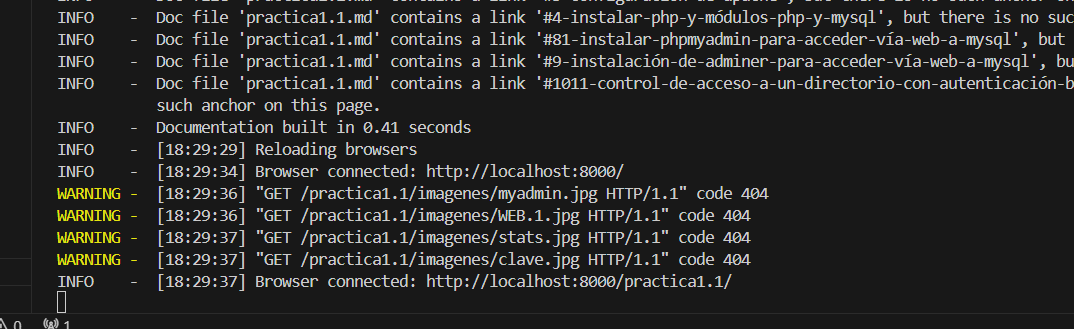 INFO    -  Doc file 'practica1.1.md' contains a link '#4-instalar-php-y-módulos-php-y-mysql', but there is no suc
INFO    -  Doc file 'practica1.1.md' contains a link '#81-instalar-phpmyadmin-para-acceder-vía-web-a-mysql', but
INFO    -  Doc file 'practica1.1.md' contains a link '#9-instalación-de-adminer-para-acceder-vía-web-a-mysql', bu
INFO    -  Doc file 'practica1.1.md' contains a link '#1011-control-de-acceso-a-un-directorio-con-autenticación-b
such anchor on this page.
INFO    -  Documentation built in 0.41 seconds
INFO    -  [18:29:29] Reloading browsers
INFO    -  [18:29:34] Browser connected: http://localhost:8000/
WARNING -  [18:29:36] "GET /practica1.1/imagenes/myadmin.jpg HTTP/1.1" code 404
WARNING -  [18:29:36] "GET /practica1.1/imagenes/WEB.1.jpg HTTP/1.1" code 404
WARNING -  [18:29:37] "GET /practica1.1/imagenes/stats.jpg HTTP/1.1" code 404
WARNING -  [18:29:37] "GET /practica1.1/imagenes/clave.jpg HTTP/1.1" code 404
INFO    -  [18:29:37] Browser connected: http://localhost:8000/practica1.1/
0 1